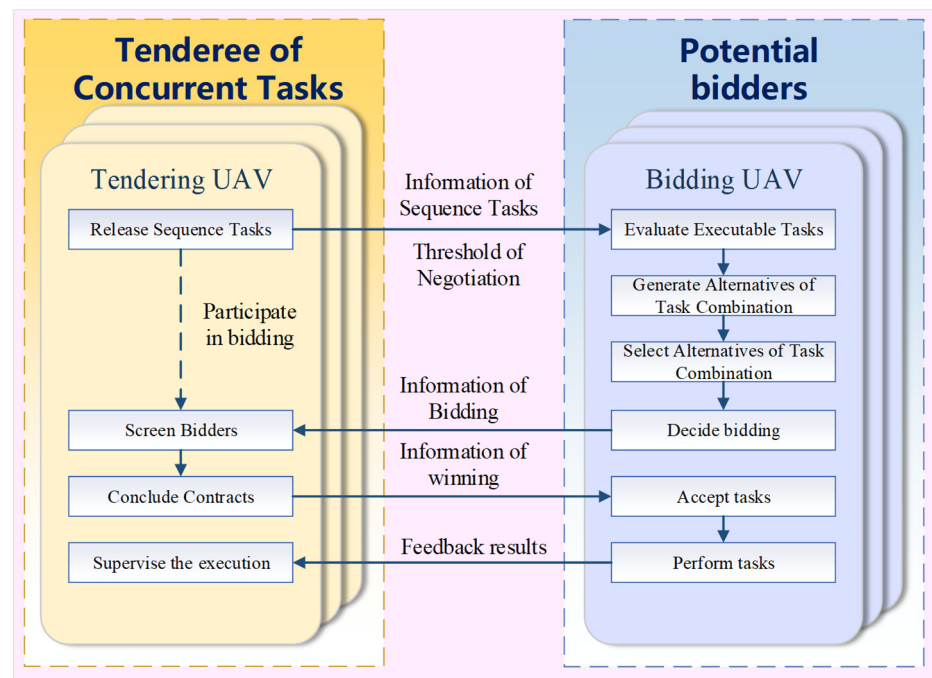 Tenderee of
Concurrent Tasks
Tendering UAV
Release Sequence Tasks
Participate
in bidding
Screen Bidders
Conclude Contracts
Supervise the execution
Information of
Sequence Tasks
Threshold of
Negotiation
Information of
Bidding
Information of
winning
Feedback results
Potential
bidders
Bidding UAV
Evaluate Executable Tasks
Generate Alternatives of
Task Combination
Select Alternatives of Task
Combination
Decide bidding
Accept tasks
Perform tasks